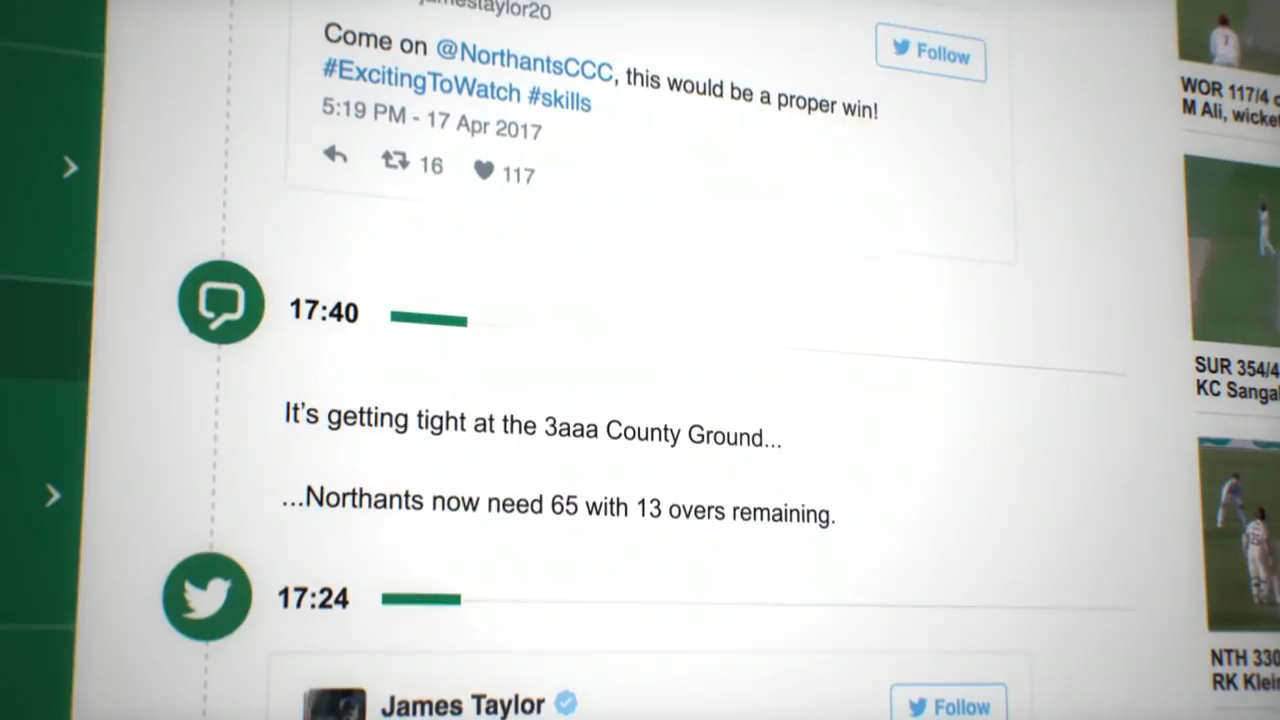 jamestaylor20
Follow
Come on @NorthantsCCC, this would be a proper win!
#ExcitingToWatch #skills
5:19 PM - 17 Apr 2017
16 117
17:40
It's getting tight at the 3aaa County Ground...
...Northants now need 65 with 13 overs remaining.
17:24
James Taylor
Follow
7
WOR 117/4
M Ali, wicket
SUR 354/4
KC Sanga
NTH 330
RK Klein